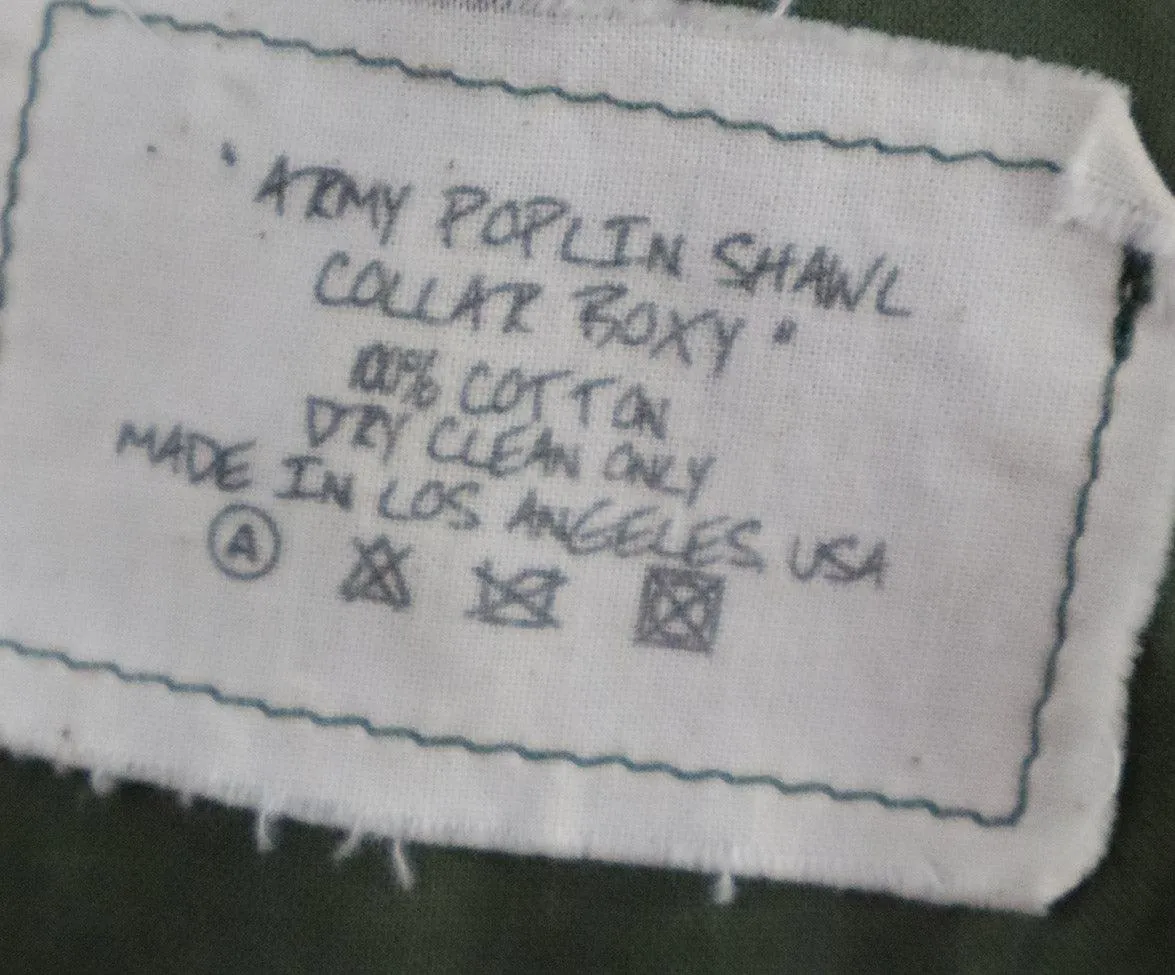 "ARMY POPLIN SHAWL
COLLAR BOXY"
100% COTTON
DRY CLEAN ONLY
MADE IN LOS ANGELES USA
A